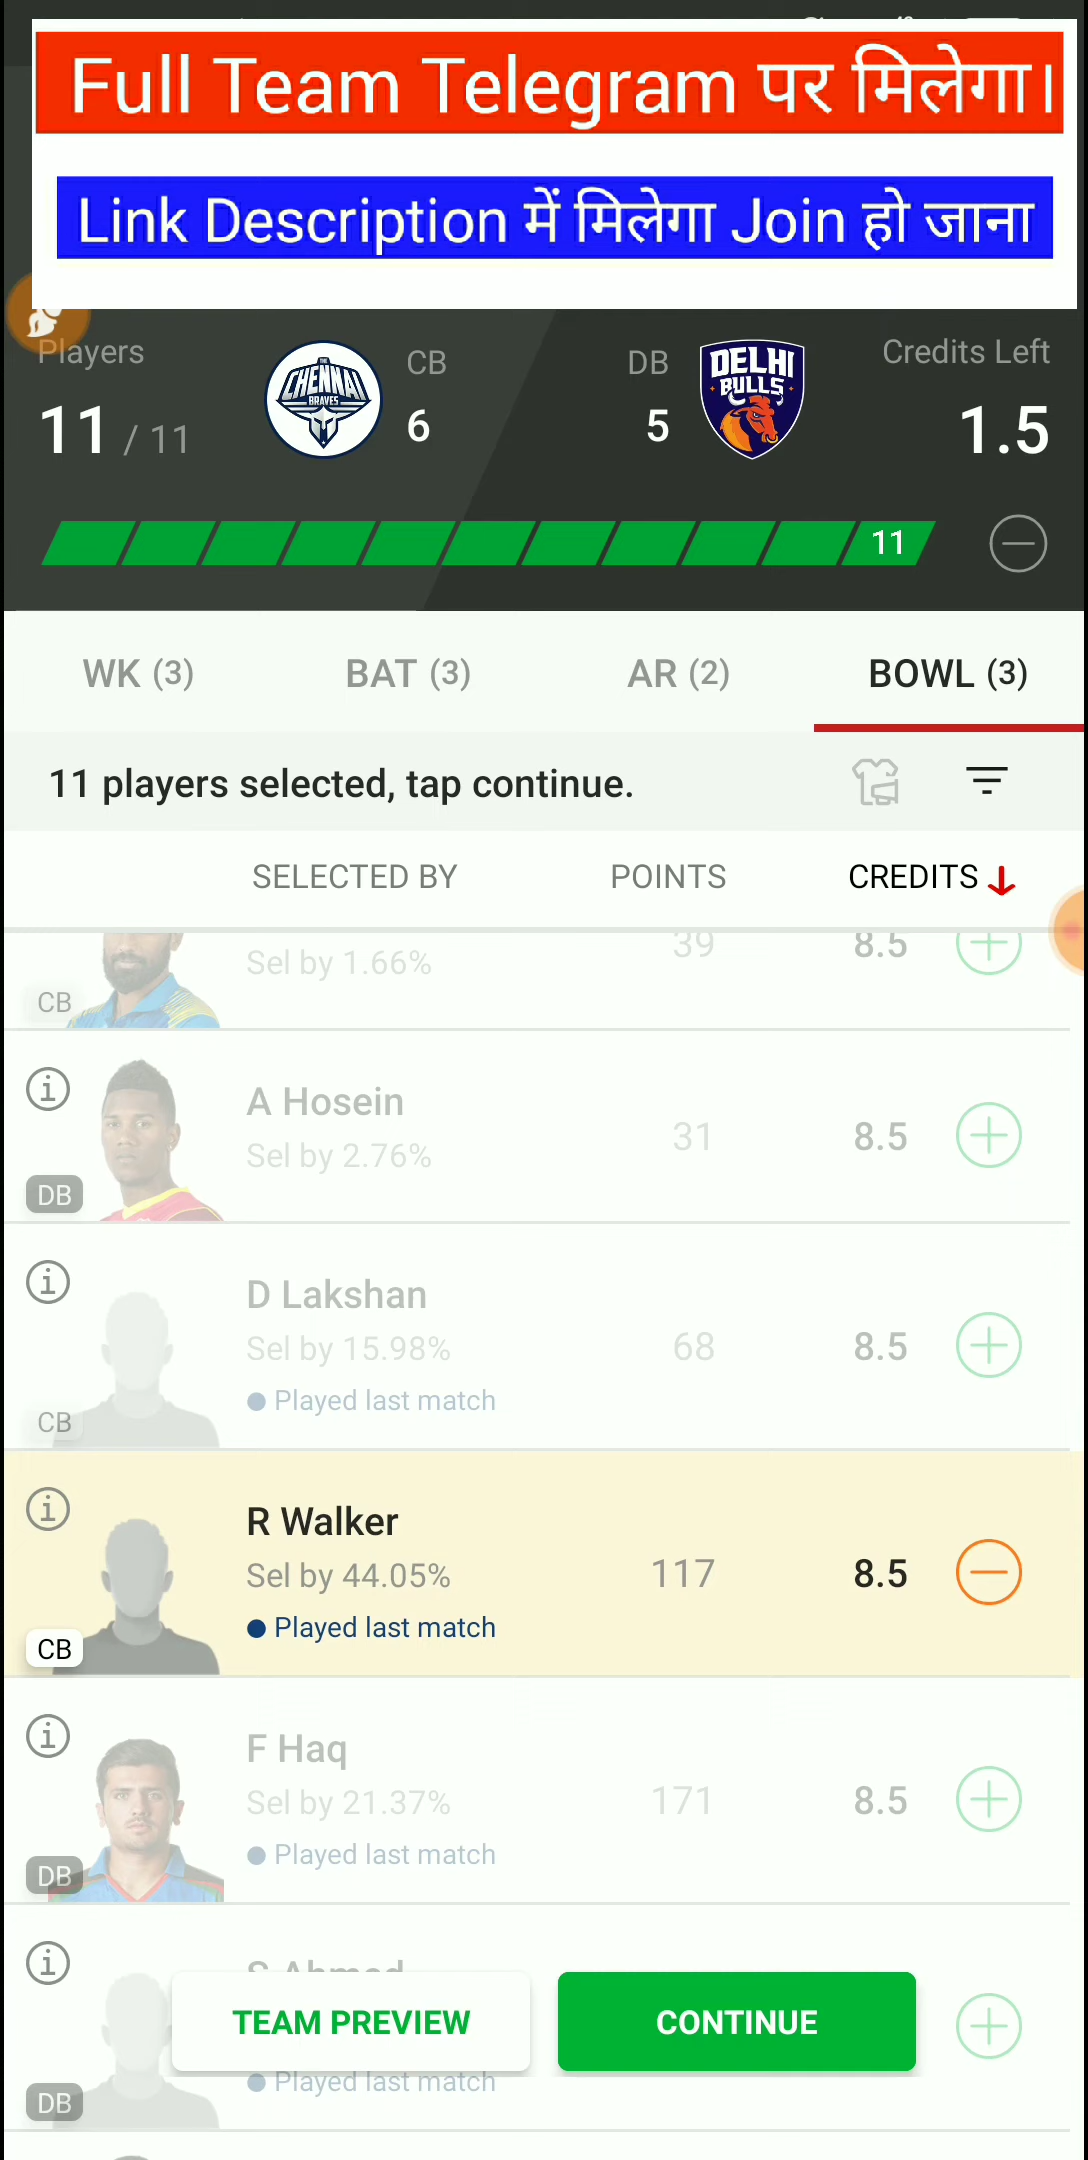 Full Team Telegram पर मिलेगा।
Link Description में मिलेगा Join हो जाना
Players
CB
DB
Credits Left
11 / 11
THE CHENNAI BRAVES
6
5
DELHI BULLS
1.5
11
WK (3)
BAT (3)
AR (2)
BOWL (3)
11 players selected, tap continue.
SELECTED BY
POINTS
CREDITS
Sel by 1.66%
39
8.5
CB
A Hosein
Sel by 2.76%
31
8.5
DB
D Lakshan
Sel by 15.98%
68
8.5
Played last match
CB
R Walker
Sel by 44.05%
117
8.5
Played last match
CB
F Haq
Sel by 21.37%
171
8.5
Played last match
DB
S Ahmed
TEAM PREVIEW
CONTINUE
Played last match
DB